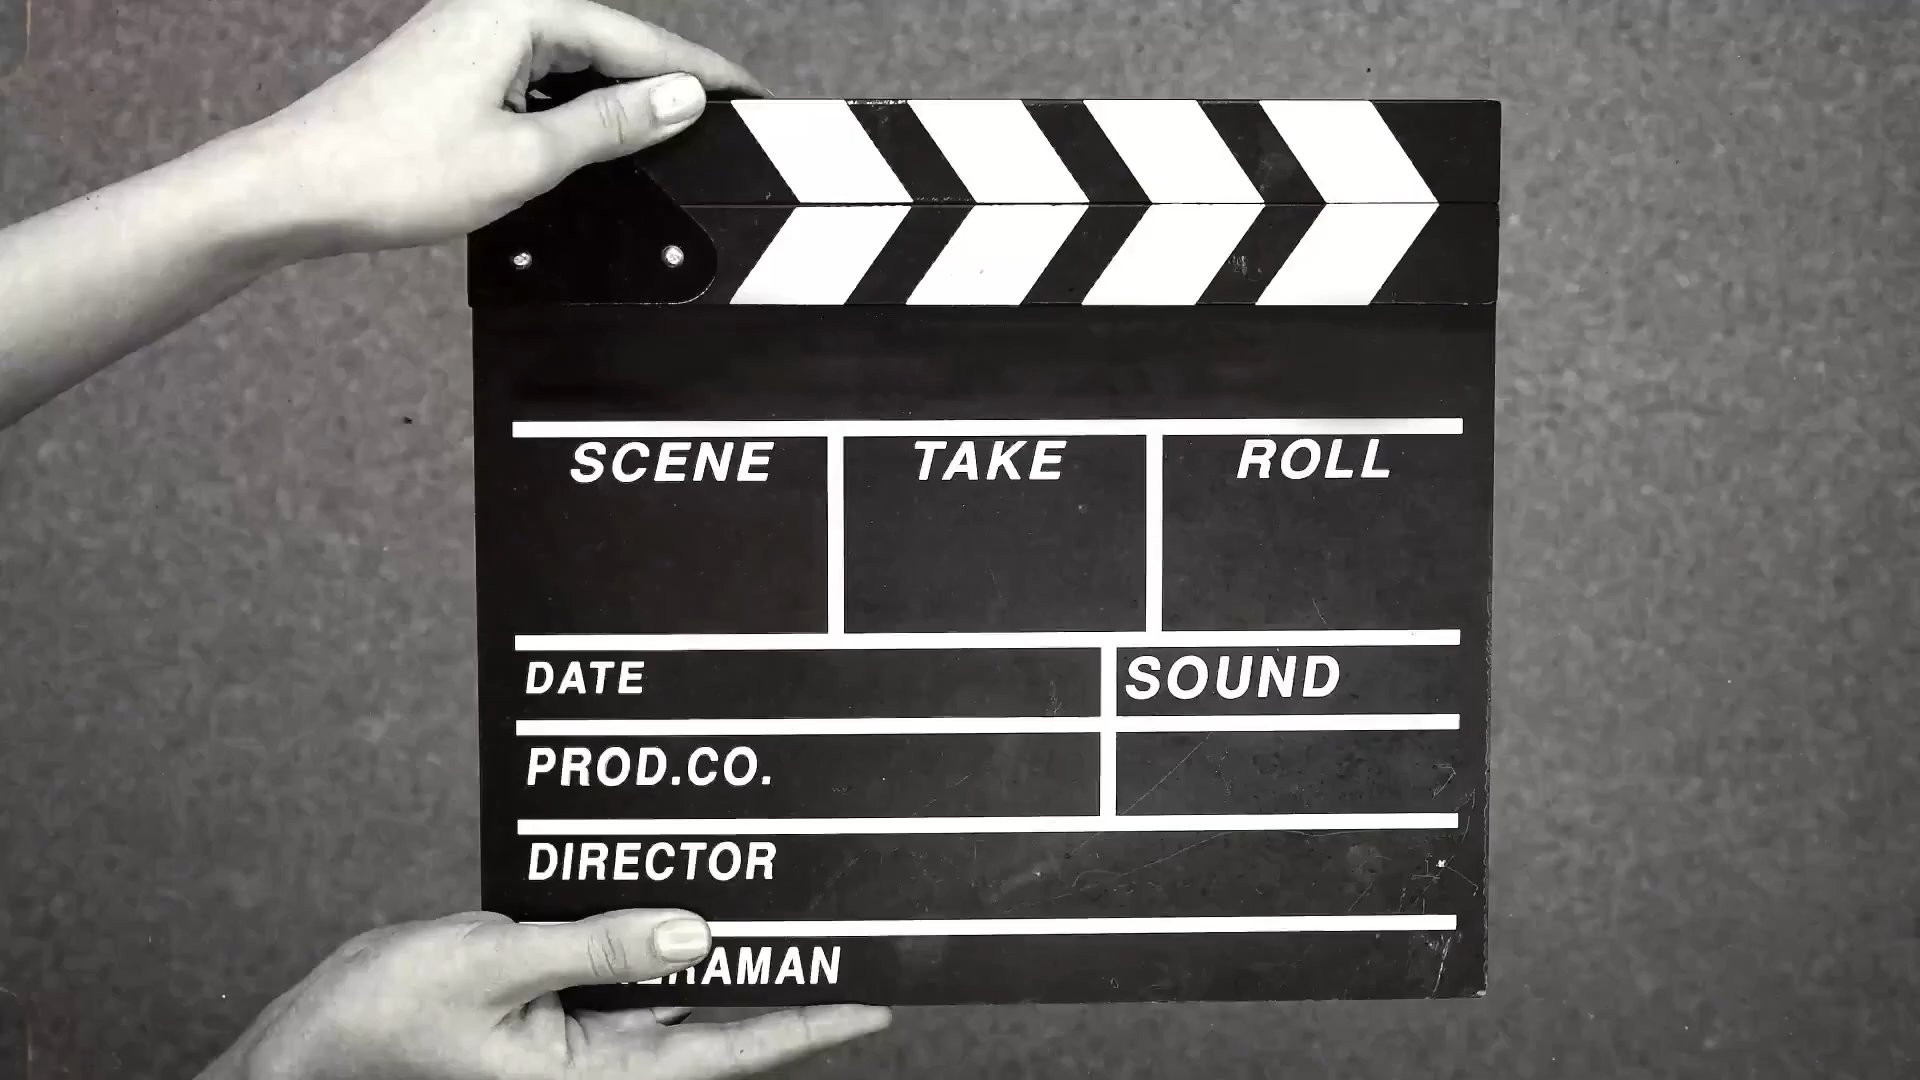 SCENE TAKE ROLL
DATE SOUND
PROD.CO.
DIRECTOR